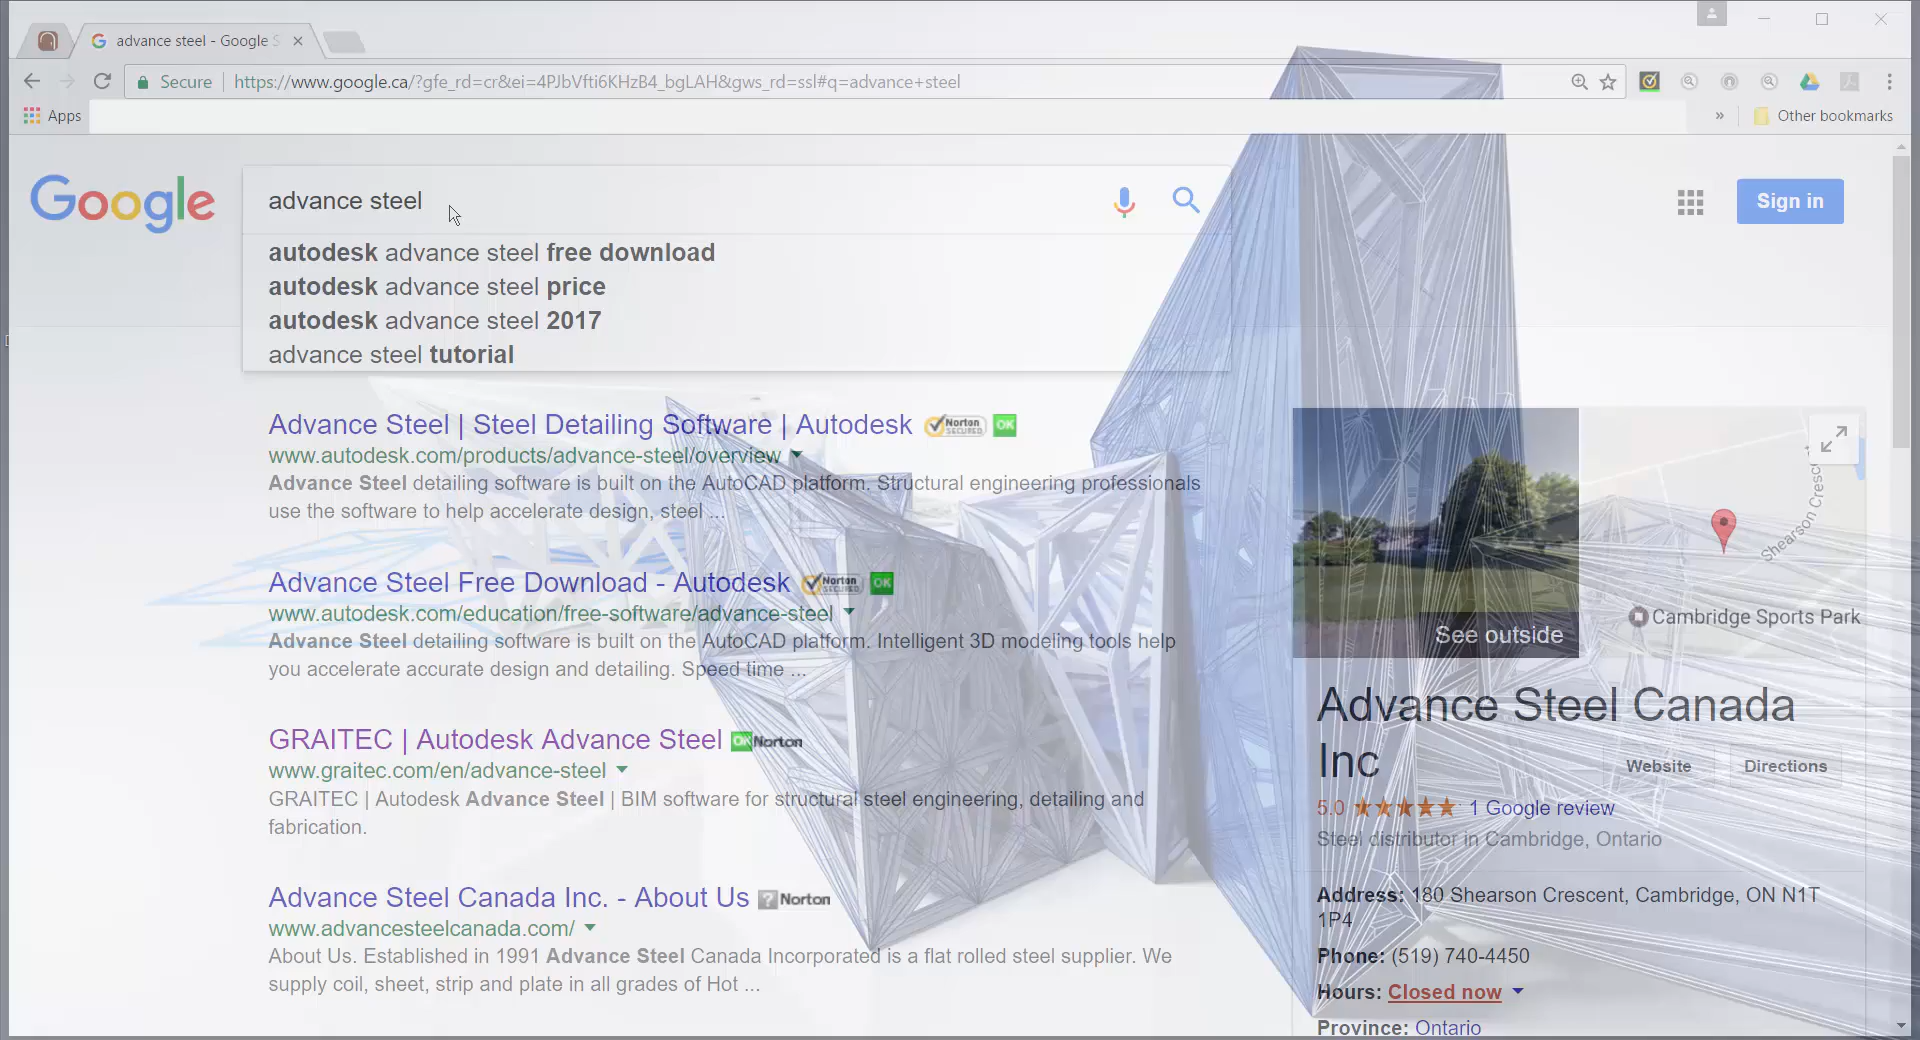 advance steel - Google S
Secure https://www.google.ca/?gfe_rd=cr&ei=4PJbVfti6KHzB4_bgLAH&gws_rd=ssl#q=advance+steel
Apps
» Other bookmarks
Google
advance steel
Sign in
autodesk advance steel free download
autodesk advance steel price
autodesk advance steel 2017
advance steel tutorial
Advance Steel | Steel Detailing Software | Autodesk Norton SECURED OK
www.autodesk.com/products/advance-steel/overview
Advance Steel detailing software is built on the AutoCAD platform. Structural engineering professionals
use the software to help accelerate design, steel ...
Advance Steel Free Download - Autodesk Norton SECURED OK
www.autodesk.com/education/free-software/advance-steel
Advance Steel detailing software is built on the AutoCAD platform. Intelligent 3D modeling tools help
you accelerate accurate design and detailing. Speed time ...
GRAITEC | Autodesk Advance Steel OK Norton
www.graitec.com/en/advance-steel
GRAITEC | Autodesk Advance Steel | BIM software for structural steel engineering, detailing and
fabrication.
Advance Steel Canada Inc. - About Us ? Norton
www.advancesteelcanada.com/
About Us. Established in 1991 Advance Steel Canada Incorporated is a flat rolled steel supplier. We
supply coil, sheet, strip and plate in all grades of Hot ...
See outside
Shearson Cresc
Cambridge Sports Park
Advance Steel Canada
Inc
Website Directions
5.0 1 Google review
Steel distributor in Cambridge, Ontario
Address: 180 Shearson Crescent, Cambridge, ON N1T
1P4
Phone: (519) 740-4450
Hours: Closed now
Province: Ontario